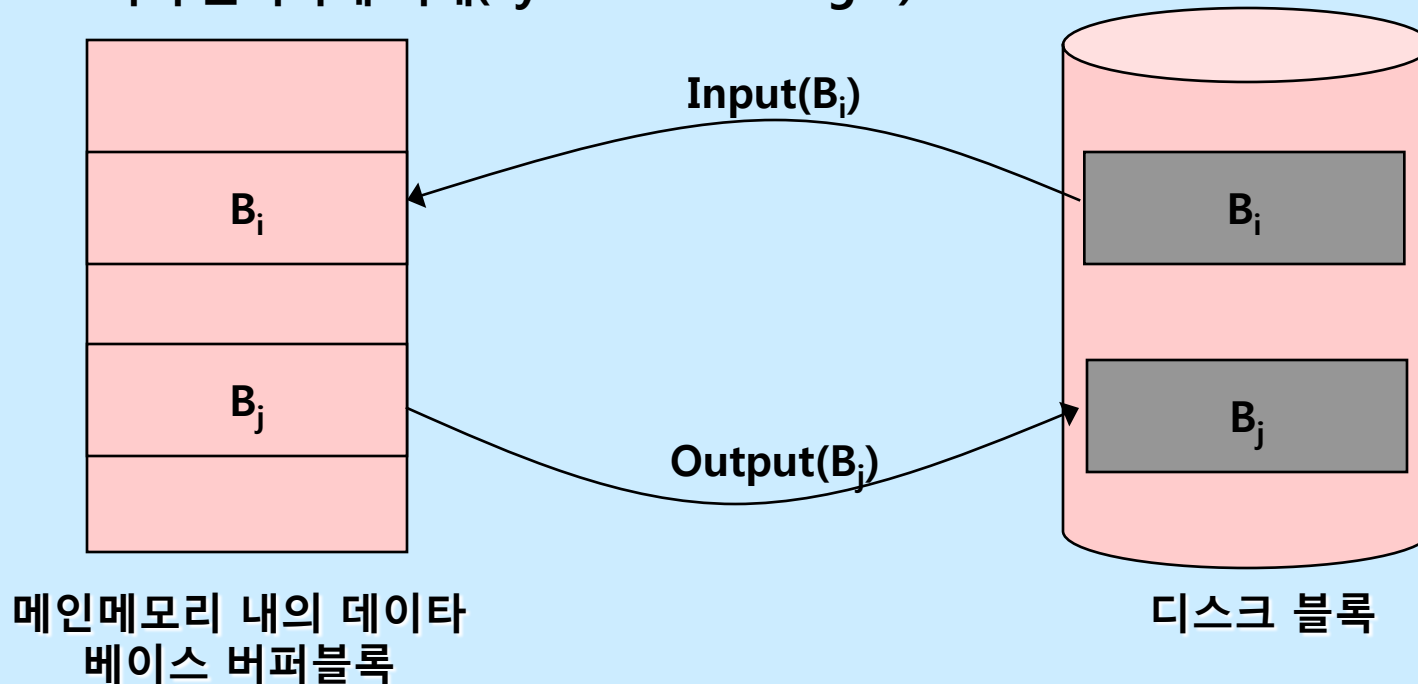 Input(Bi)
Bi
Bi
Bj
Bj
Output(Bj)
메인메모리 내의 데이타
베이스 버퍼블록
디스크 블록